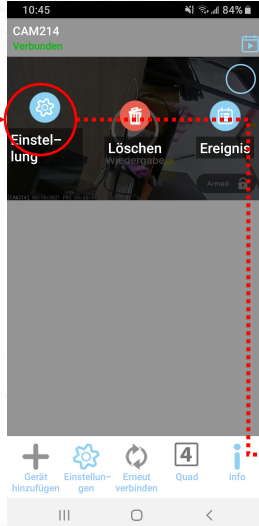 10:45
84%
CAM214
Verbunden
Einstel–
lung
Löschen
Ereignis
wiedergabe
Armed
Gerät
hinzufügen
Einstellun–
gen
Erneut
verbinden
4
Quad
Info